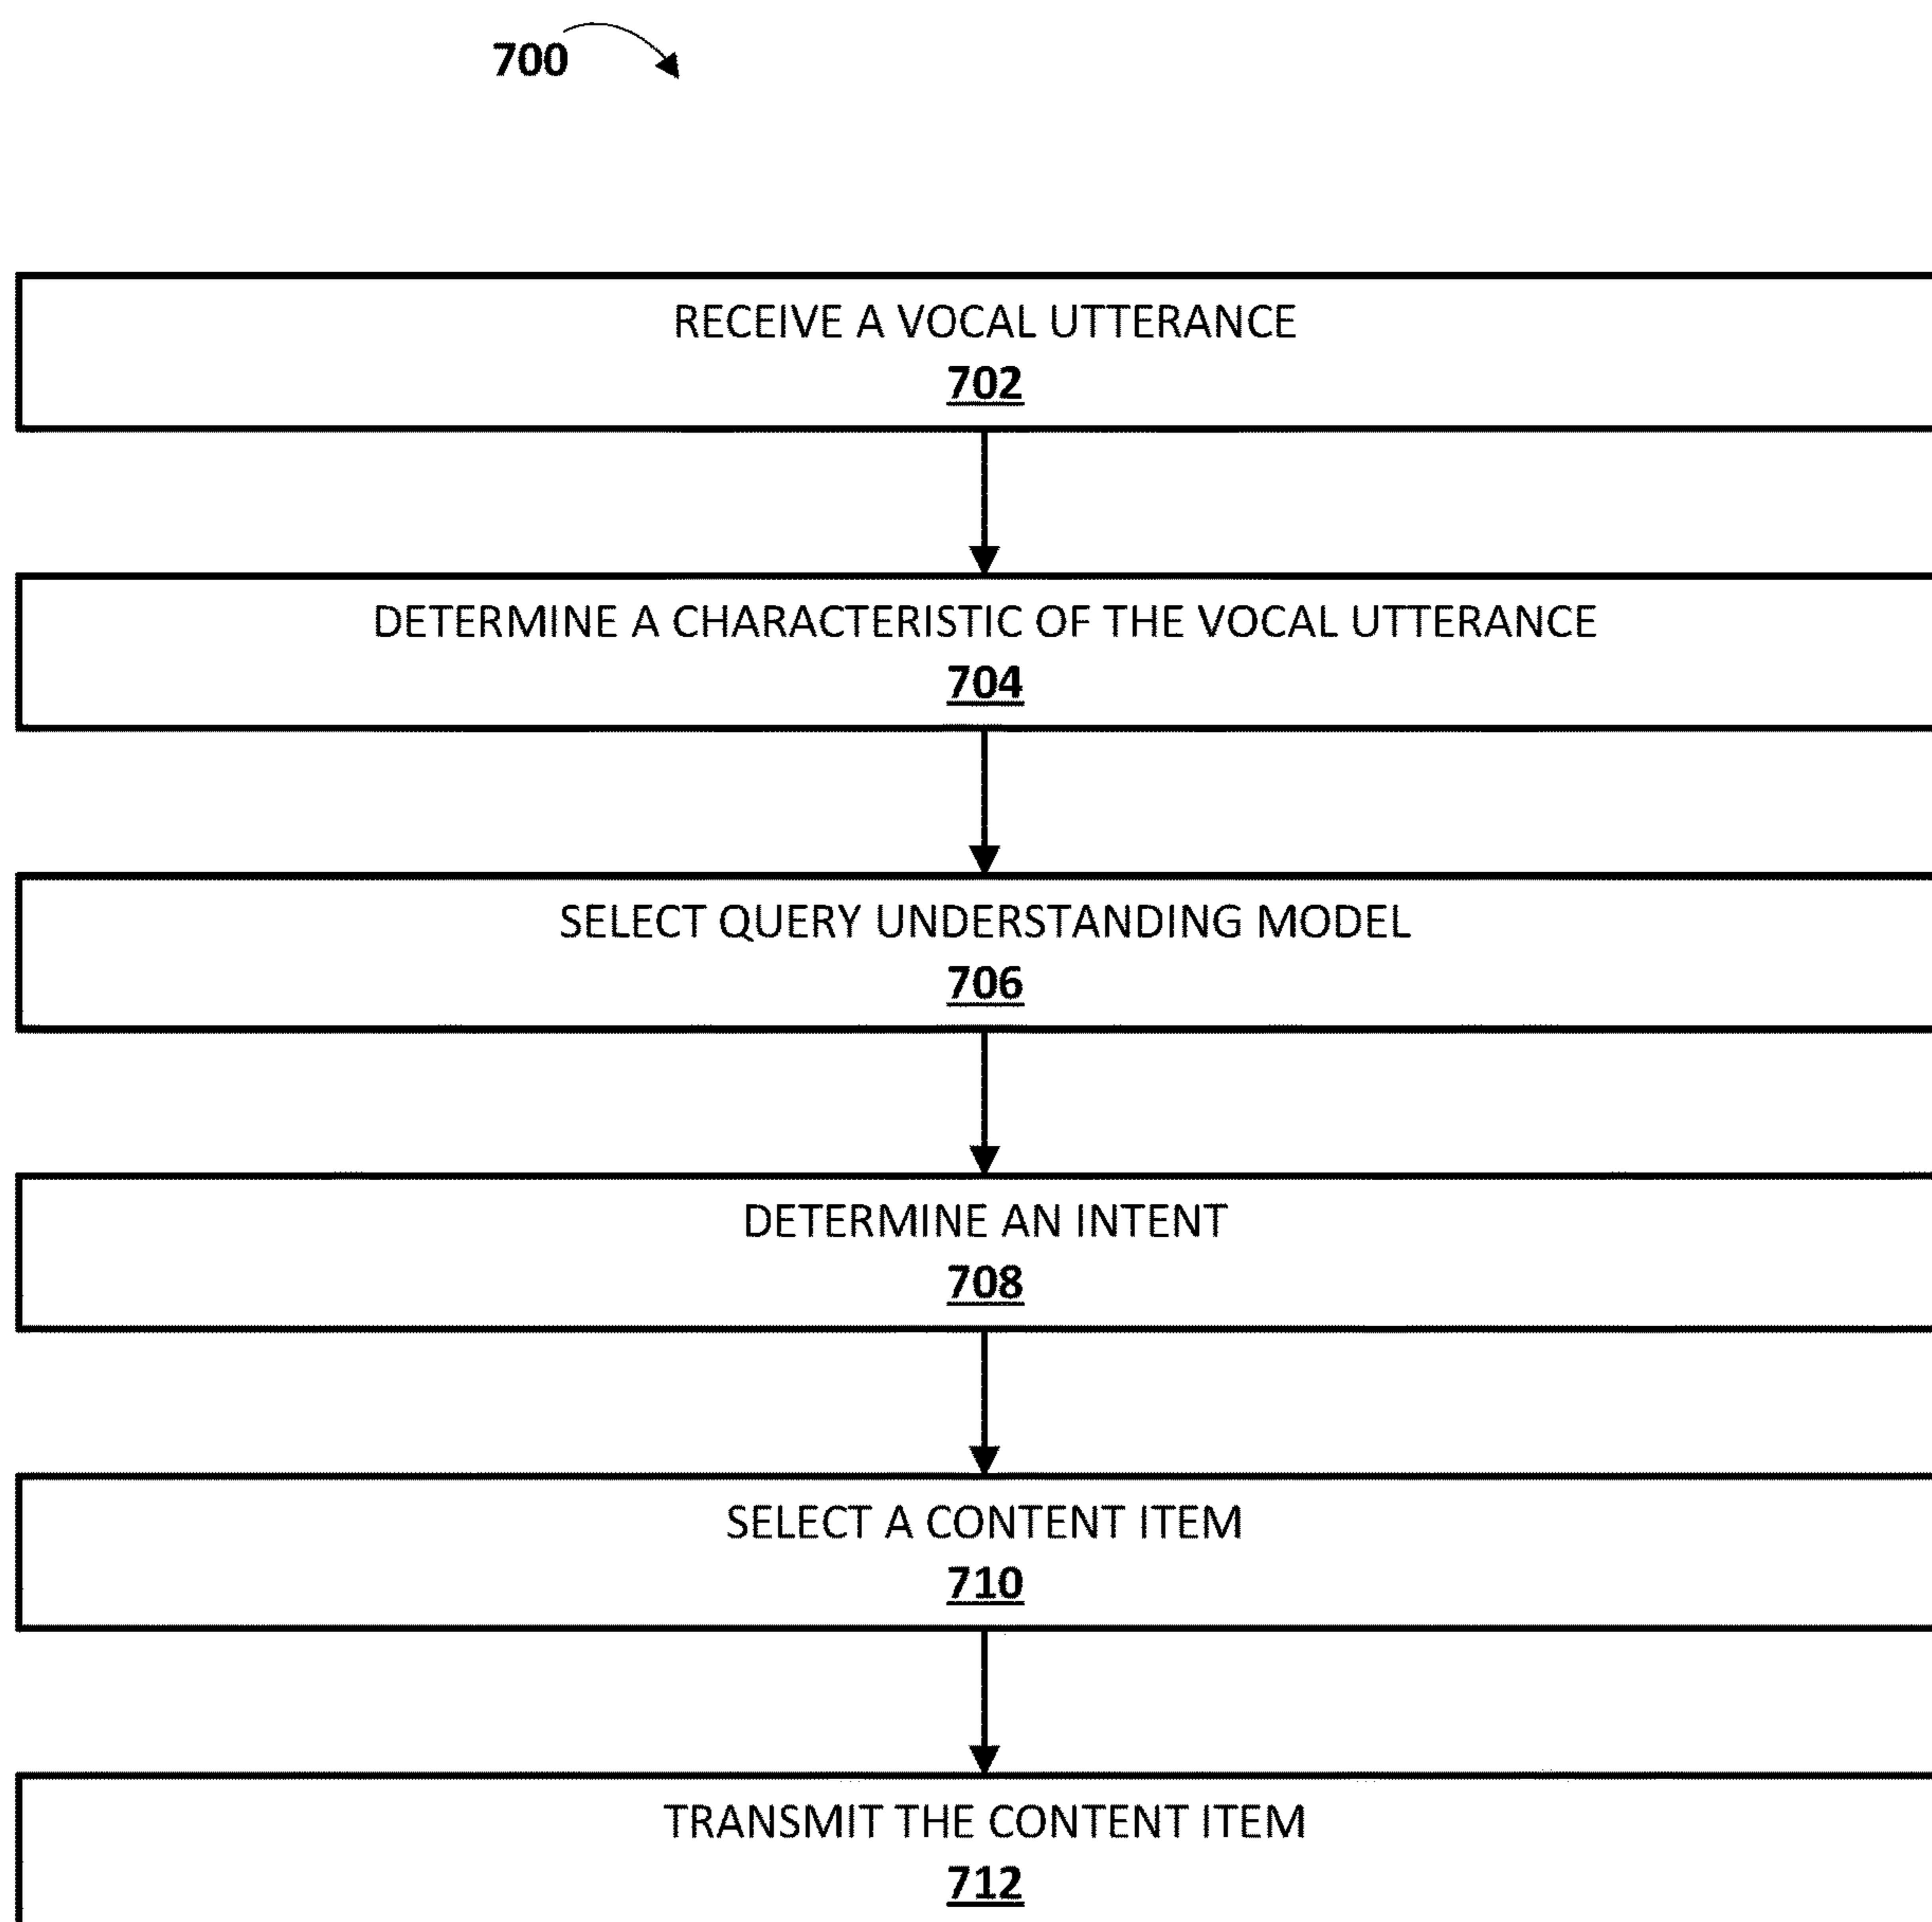 700
RECEIVE A VOCAL UTTERANCE
702
DETERMINE A CHARACTERISTIC OF THE VOCAL UTTERANCE
704
SELECT QUERY UNDERSTANDING MODEL
706
DETERMINE AN INTENT
708
SELECT A CONTENT ITEM
710
TRANSMIT THE CONTENT ITEM
712